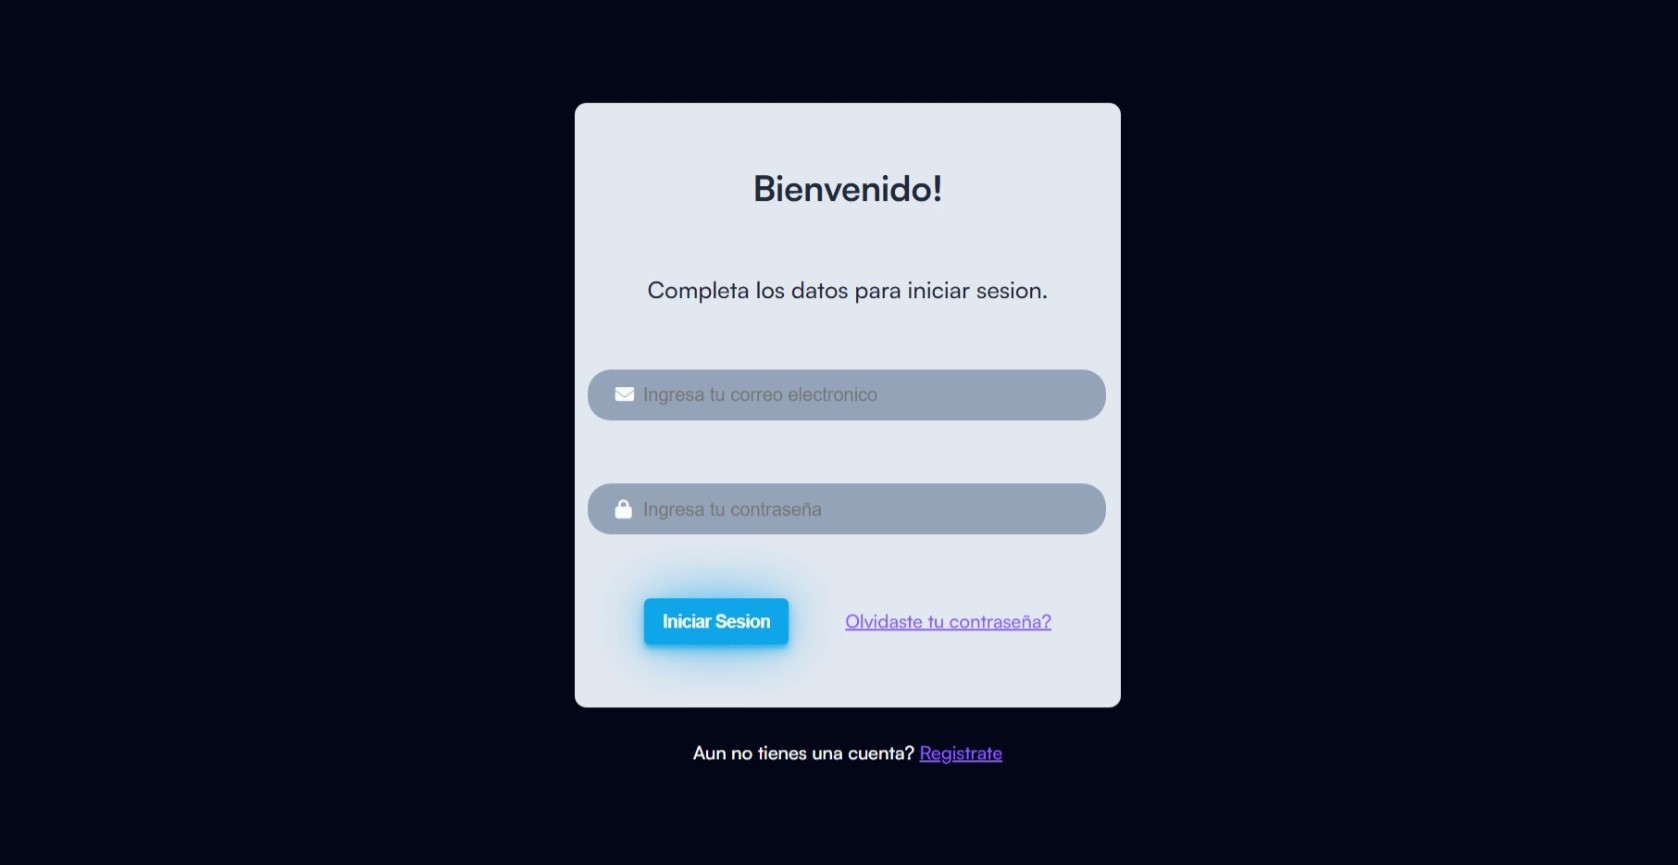 Bienvenido!
Completa los datos para iniciar sesion.
Ingresa tu correo electronico
Ingresa tu contraseña
Iniciar Sesion
Olvidaste tu contraseña?
Aun no tienes una cuenta? Registrate